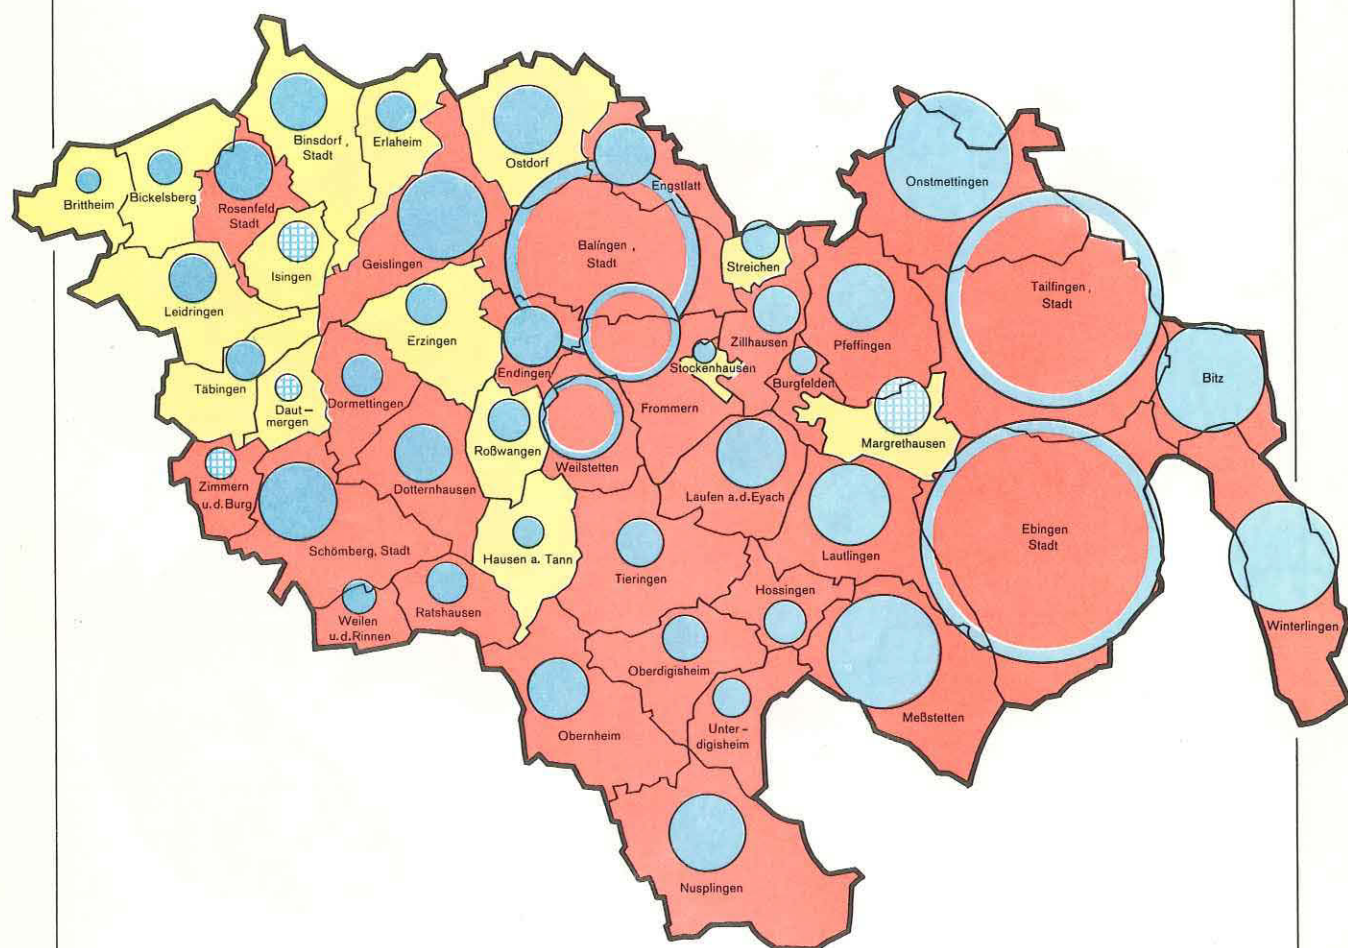 Binsdorf,
Stadt
Erlaheim
Ostdorf
Engstlatt
Onstmettingen
Brittheim
Bickelsberg
Rosenfeld
Stadt
Isingen
Geislingen
Balingen,
Stadt
Streichen
Tailfingen,
Stadt
Leidringen
Erzingen
Endingen
Zillhausen
Pfeffingen
Täbingen
Daut–
mergen
Dormettingen
Stockenhausen
Burgfelden
Bitz
Frommern
Roßwangen
Weilstetten
Margrethausen
Zimmern
u.d.Burg
Dotternhausen
Laufen a.d.Eyach
Schömberg, Stadt
Hausen a. Tann
Lautlingen
Ebingen
Stadt
Tieringen
Hossingen
Weilen
u.d.Rinnen
Ratshausen
Winterlingen
Oberdigisheim
Obernheim
Unter–
digisheim
Meßstetten
Nusplingen